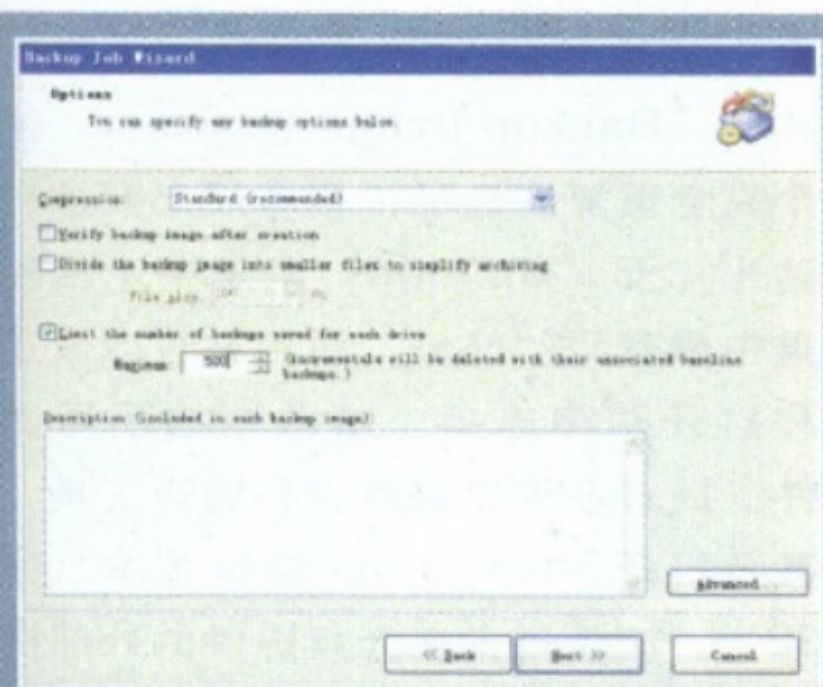 Backup Job Wizard
Options
You can specify any backup options below.
Compression: Standard (recommended)
Verify backup image after creation
Divide the backup image into smaller files to simplify archiving
File size:
Limit the number of backups saved for each drive
Maximum: 500 (incrementals will be deleted with their associated baseline
backups.)
Description (included in each backup image):
Advanced...
<< Back Next >> Cancel